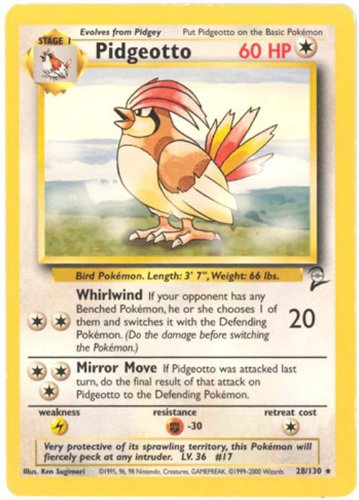 Evolves from Pidgey Put Pidgeotto on the Basic Pokémon
STAGE 1
Pidgeotto 60 HP
Bird Pokémon. Length: 3' 7", Weight: 66 lbs.
Whirlwind If your opponent has any
Benched Pokémon, he or she chooses 1 of
them and switches it with the Defending
Pokémon. (Do the damage before switching
the Pokémon.)
20
Mirror Move If Pidgeotto was attacked last
turn, do the final result of that attack on
Pidgeotto to the Defending Pokémon.
weakness resistance retreat cost
-30
Very protective of its sprawling territory, this Pokémon will
fiercely peck at any intruder. LV. 36 #17
Illus. Ken Sugimori ©1995, 96, 98 Nintendo, Creatures, GAMEFREAK. ©1999-2000 Wizards. 28/130 ★